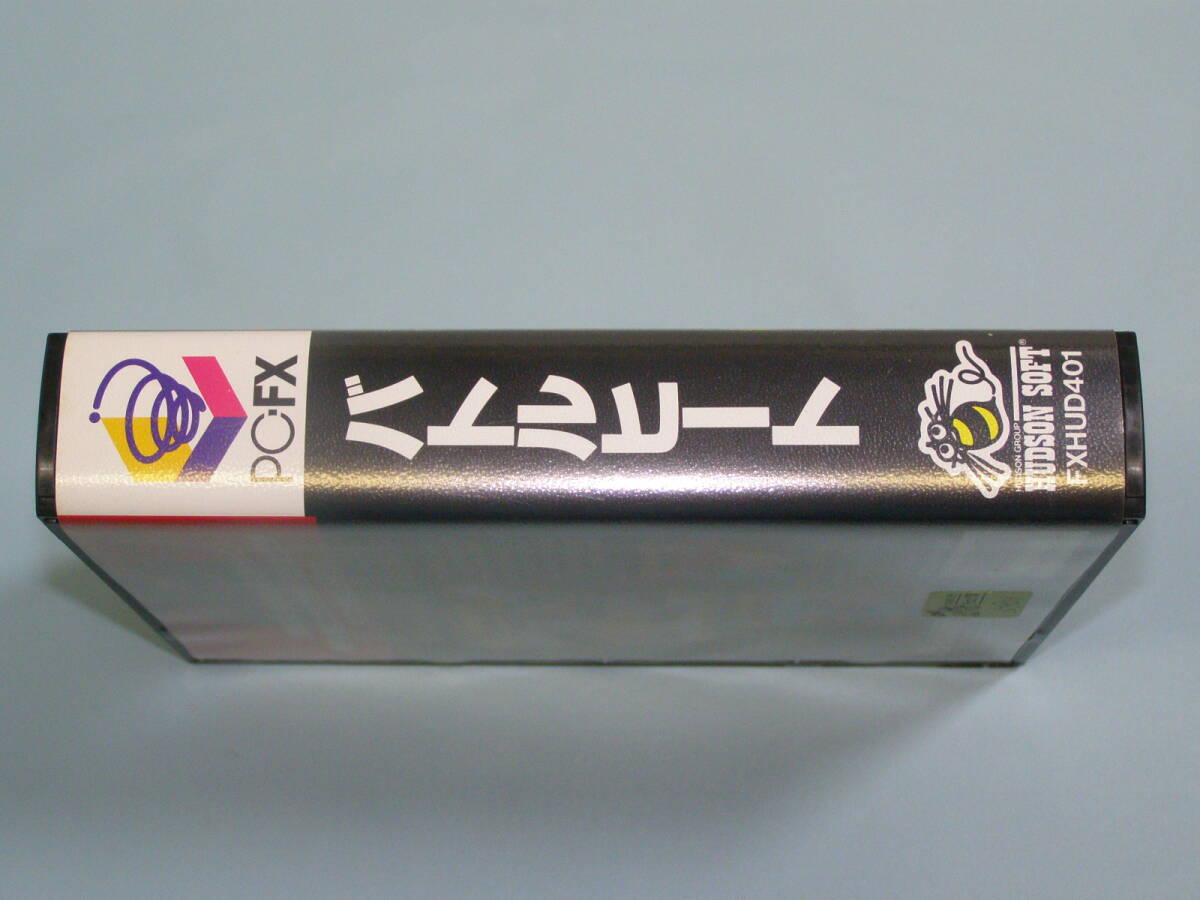 PC-FX
バトルヒート
HUDSON GROUP
HUDSON SOFT®
FXHUD401